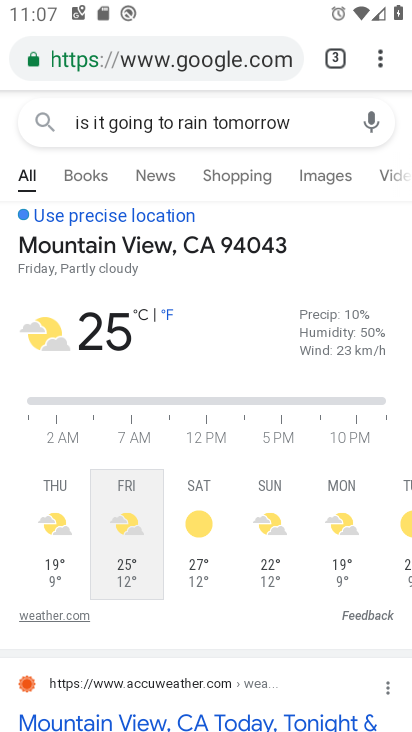 11:07
https://www.google.com
3
is it going to rain tomorrow
All Books News Shopping Images Vide
Use precise location
Mountain View, CA 94043
Friday, Partly cloudy
25 °C | °F
Precip: 10%
Humidity: 50%
Wind: 23 km/h
2 AM 7 AM 12 PM 5 PM 10 PM
THU FRI SAT SUN MON TU
19° 25° 27° 22° 19° 2
9° 12° 12° 12° 9° 9
weather.com Feedback
https://www.accuweather.com › wea...
Mountain View, CA Today, Tonight &